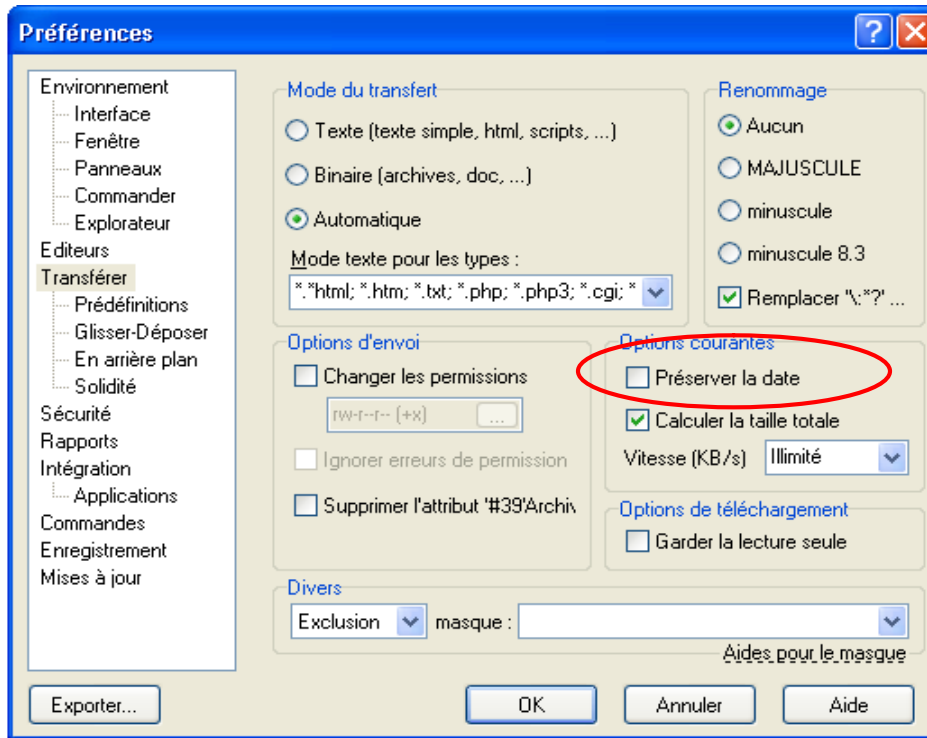 Préférences
Environnement
Interface
Fenêtre
Panneaux
Commander
Explorateur
Editeurs
Transférer
Prédéfinitions
Glisser-Déposer
En arrière plan
Solidité
Sécurité
Rapports
Intégration
Applications
Commandes
Enregistrement
Mises à jour
Mode du transfert
Texte (texte simple, html, scripts, ...)
Binaire (archives, doc, ...)
Automatique
Mode texte pour les types :
*.*html; *.htm; *.txt; *.php; *.php3; *.cgi; *
Renommage
Aucun
MAJUSCULE
minuscule
minuscule 8.3
Remplacer '\:*?' ...
Options d'envoi
Changer les permissions
rw-r--r-- (+x) ...
Ignorer erreurs de permission
Supprimer l'attribut '#39'Archiv
Options courantes
Préserver la date
Calculer la taille totale
Vitesse (KB/s) Illimité
Options de téléchargement
Garder la lecture seule
Divers
Exclusion masque :
Aides pour le masque
Exporter... OK Annuler Aide